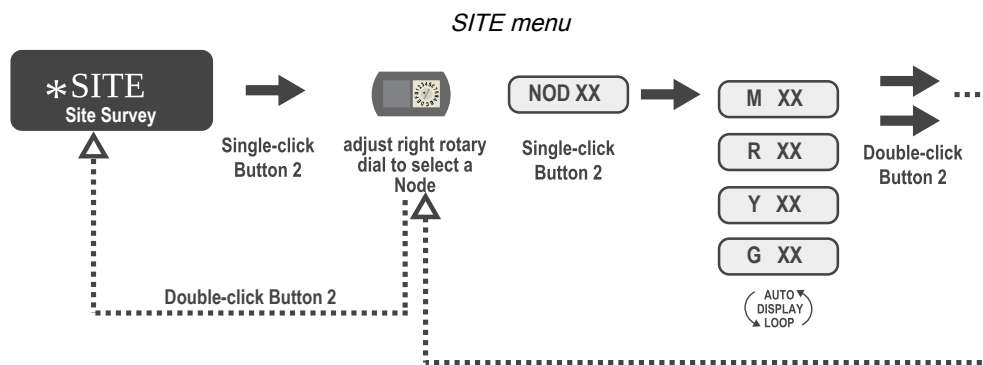 SITE menu
*SITE
Site Survey
Single-click
Button 2
adjust right rotary
dial to select a
Node
NOD XX
Single-click
Button 2
M XX
R XX
Y XX
G XX
AUTO
DISPLAY
LOOP
Double-click
Button 2
Double-click Button 2